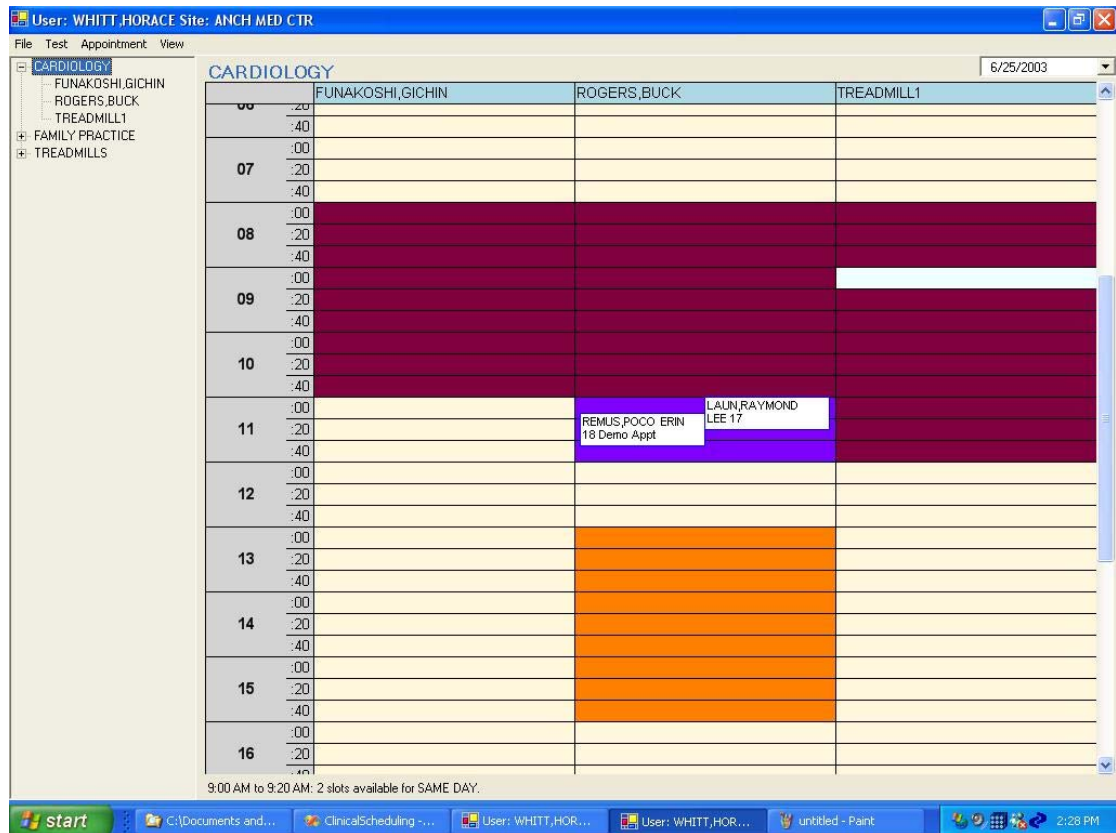 User: WHITT,HORACE Site: ANCH MED CTR
File Test Appointment View
CARDIOLOGY
FUNAKOSHI,GICHIN
ROGERS,BUCK
TREADMILL1
FAMILY PRACTICE
TREADMILLS
CARDIOLOGY
6/25/2003
FUNAKOSHI,GICHIN ROGERS,BUCK TREADMILL1
06 :20
:40
:00
07 :20
:40
:00
08 :20
:40
:00
09 :20
:40
:00
10 :20
:40
:00
11 :20
:40
LAUN,RAYMOND
LEE 17
REMUS,POCO ERIN
18 Demo Appt
:00
12 :20
:40
:00
13 :20
:40
:00
14 :20
:40
:00
15 :20
:40
:00
16 :20
:40
9:00 AM to 9:20 AM: 2 slots available for SAME DAY.
start C:\Documents and... ClinicalScheduling -... User: WHITT,HOR... User: WHITT,HOR... untitled - Paint 2:28 PM